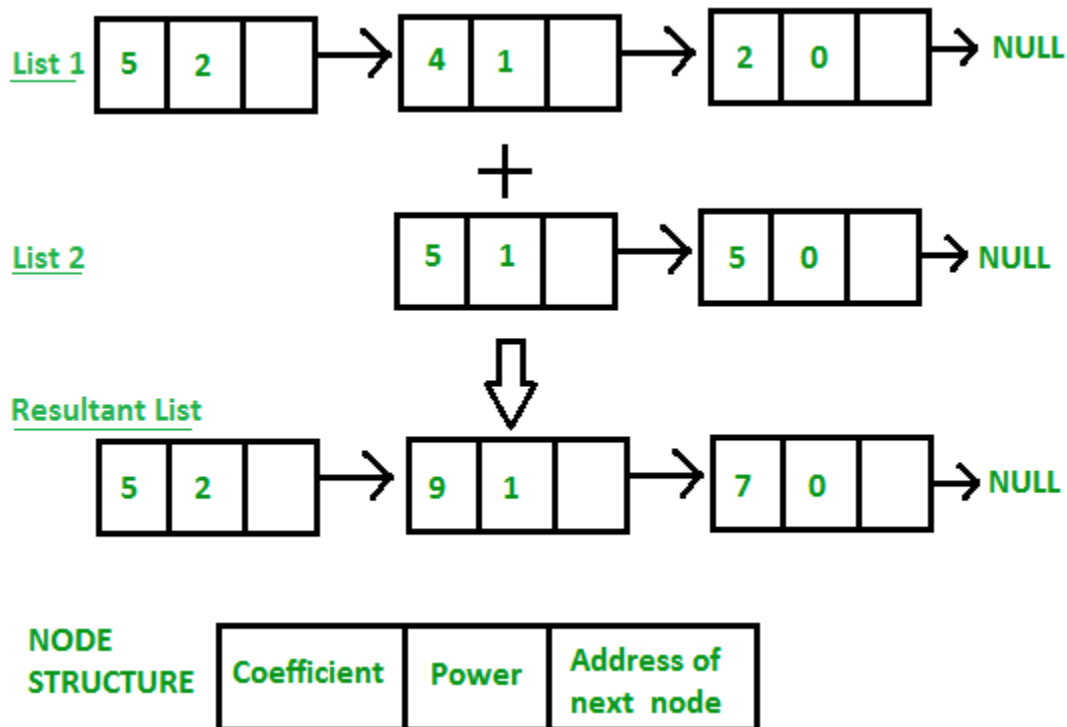 List 1 5 2 4 1 2 0 NULL
+
List 2 5 1 5 0 NULL
Resultant List
5 2 9 1 7 0 NULL
NODE
STRUCTURE
Coefficient Power
Address of
next node